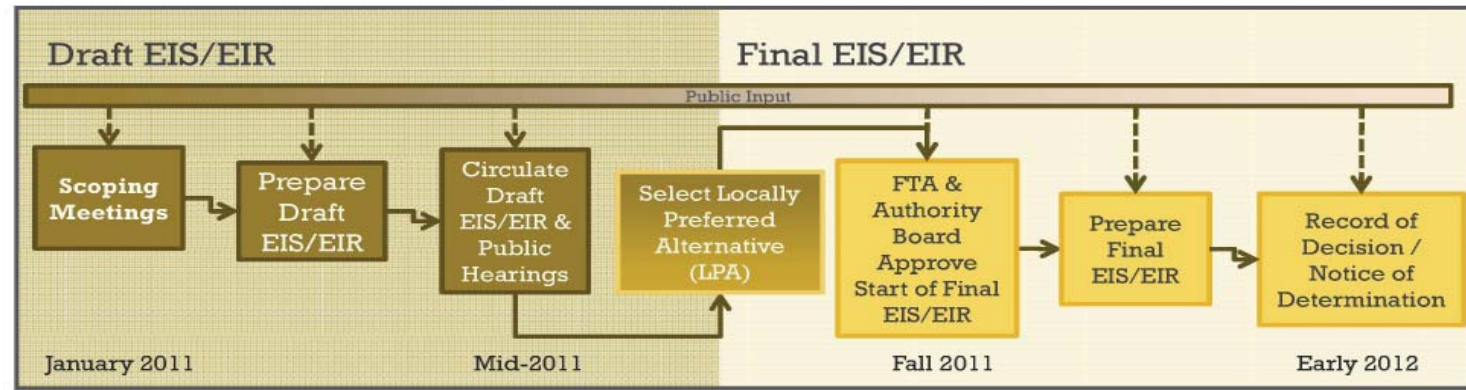 Draft EIS/EIR
Final EIS/EIR
Public Input
Scoping
Meetings
Prepare
Draft
EIS/EIR
Circulate
Draft
EIS/EIR &
Public
Hearings
Select Locally
Preferred
Alternative
(LPA)
FTA &
Authority
Board
Approve
Start of Final
EIS/EIR
Prepare
Final
EIS/EIR
Record of
Decision /
Notice of
Determination
January 2011
Mid-2011
Fall 2011
Early 2012